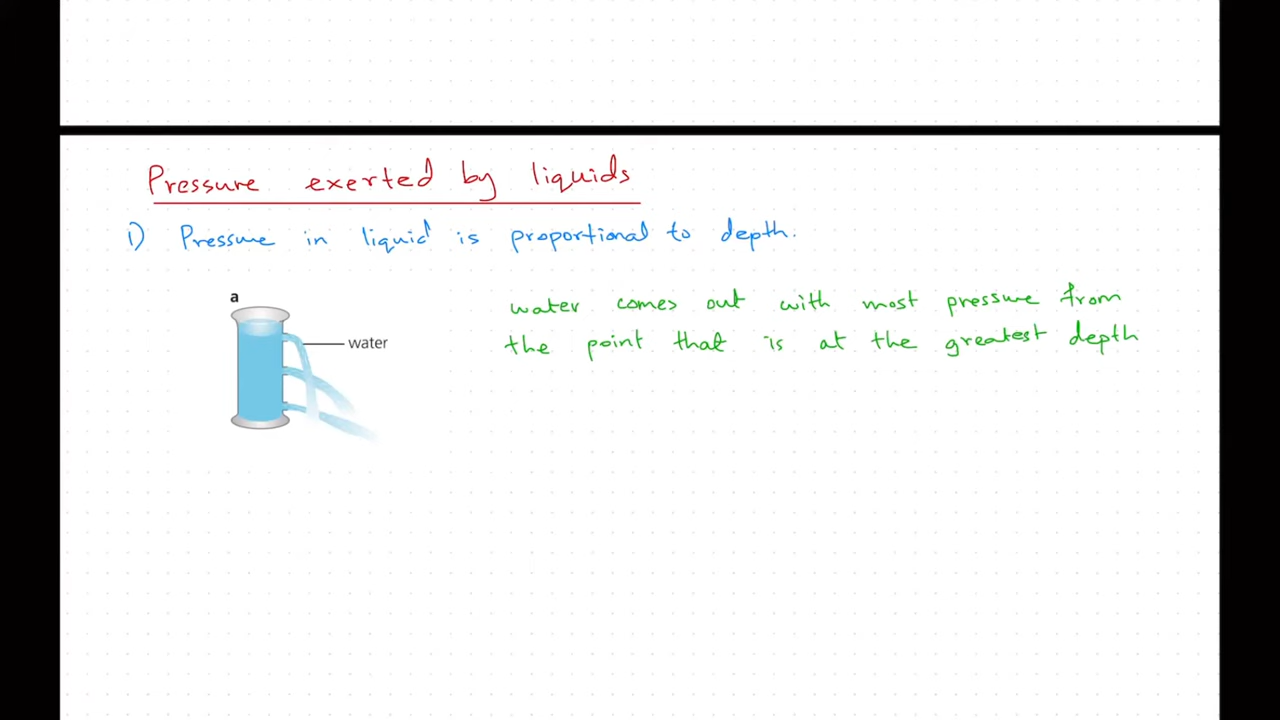 Pressure exerted by liquids
1) Pressure in liquid is proportional to depth.
a
water comes out with most pressure from
water
the point that is at the greatest depth